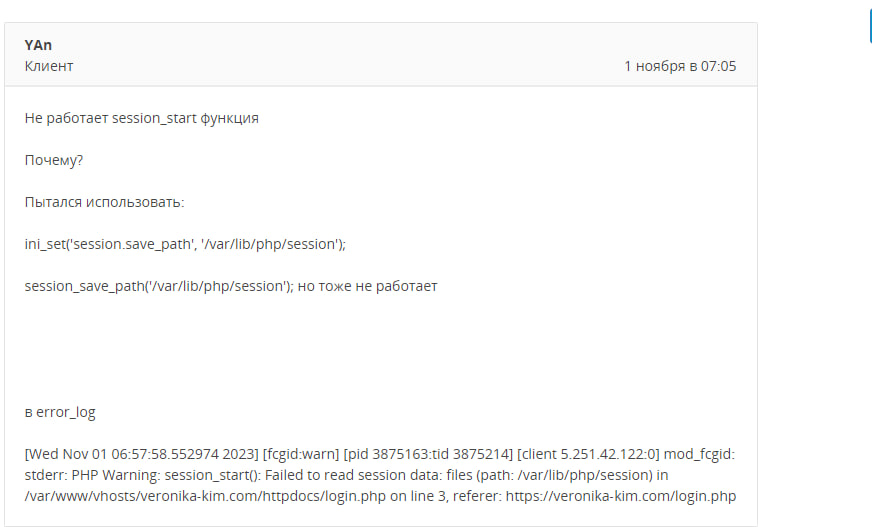 YAn
Клиент
1 ноября в 07:05
Не работает session_start функция
Почему?
Пытался использовать:
ini_set('session.save_path', '/var/lib/php/session');
session_save_path('/var/lib/php/session'); но тоже не работает
в error_log
[Wed Nov 01 06:57:58.552974 2023] [fcgid:warn] [pid 3875163:tid 3875214] [client 5.251.42.122:0] mod_fcgid:
stderr: PHP Warning: session_start(): Failed to read session data: files (path: /var/lib/php/session) in
/var/www/vhosts/veronika-kim.com/httpdocs/login.php on line 3, referer: https://veronika-kim.com/login.php